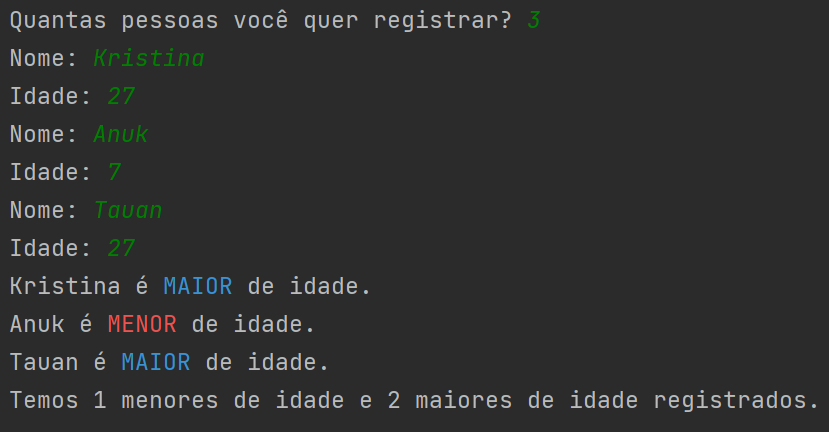 Quantas pessoas você quer registrar? 3
Nome: Kristina
Idade: 27
Nome: Anuk
Idade: 7
Nome: Tauan
Idade: 27
Kristina é MAIOR de idade.
Anuk é MENOR de idade.
Tauan é MAIOR de idade.
Temos 1 menores de idade e 2 maiores de idade registrados.